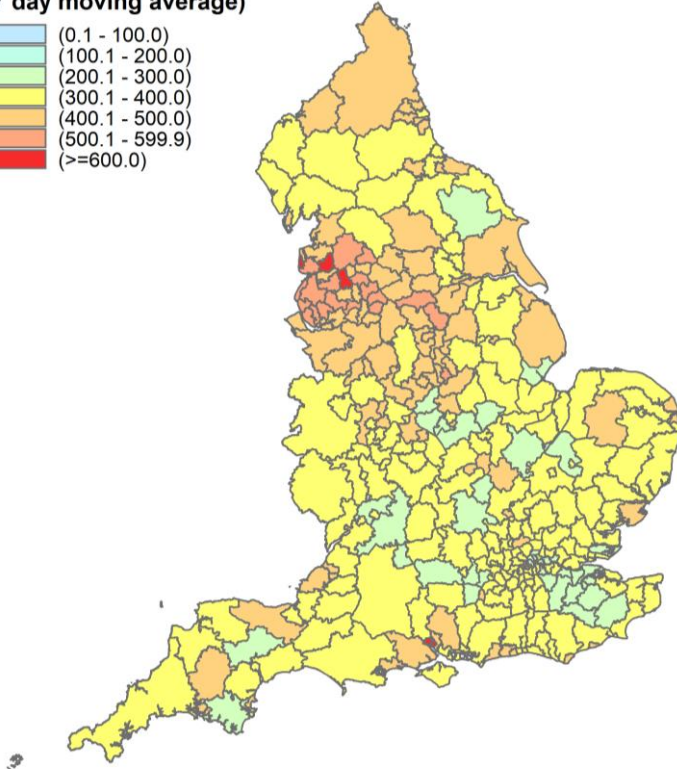 day moving average)
(0.1 - 100.0)
(100.1 - 200.0)
(200.1 - 300.0)
(300.1 - 400.0)
(400.1 - 500.0)
(500.1 - 599.9)
(>=600.0)